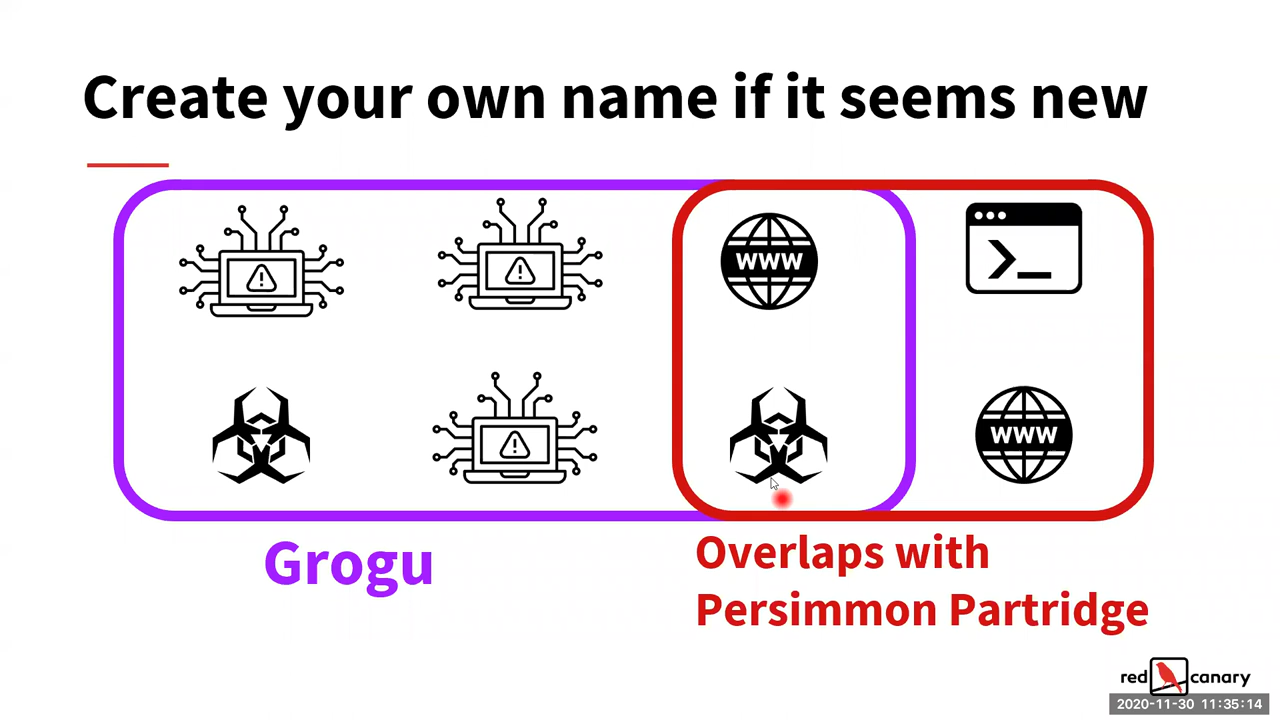 Create your own name if it seems new
www
www
Grogu
Overlaps with
Persimmon Partridge
red canary
2020-11-30 11:35:14